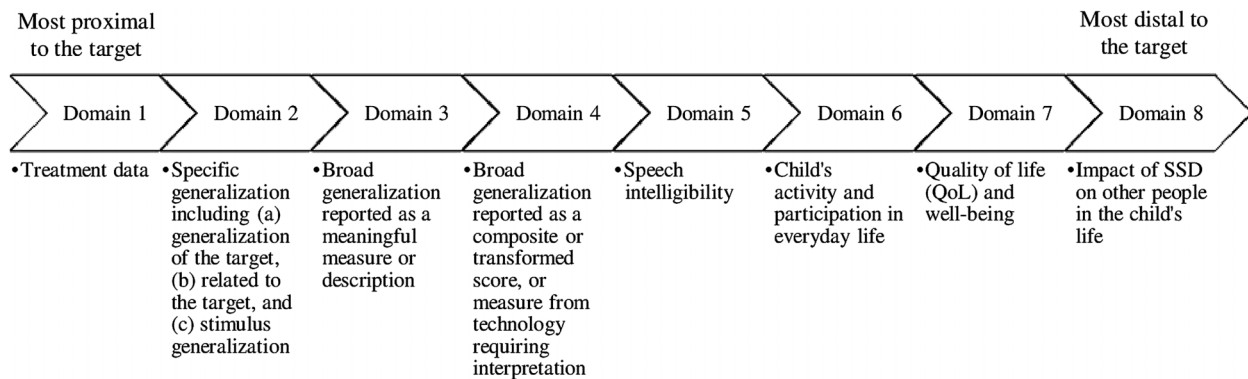 Most proximal
to the target
Most distal to
the target
Domain 1
Domain 2
Domain 3
Domain 4
Domain 5
Domain 6
Domain 7
Domain 8
•Treatment data
•Specific
generalization
including (a)
generalization
of the target,
(b) related to
the target, and
(c) stimulus
generalization
•Broad
generalization
reported as a
meaningful
measure or
description
•Broad
generalization
reported as a
composite or
transformed
score, or
measure from
technology
requiring
interpretation
•Speech
intelligibility
•Child's
activity and
participation in
everyday life
•Quality of life
(QoL) and
well-being
•Impact of SSD
on other people
in the child's
life